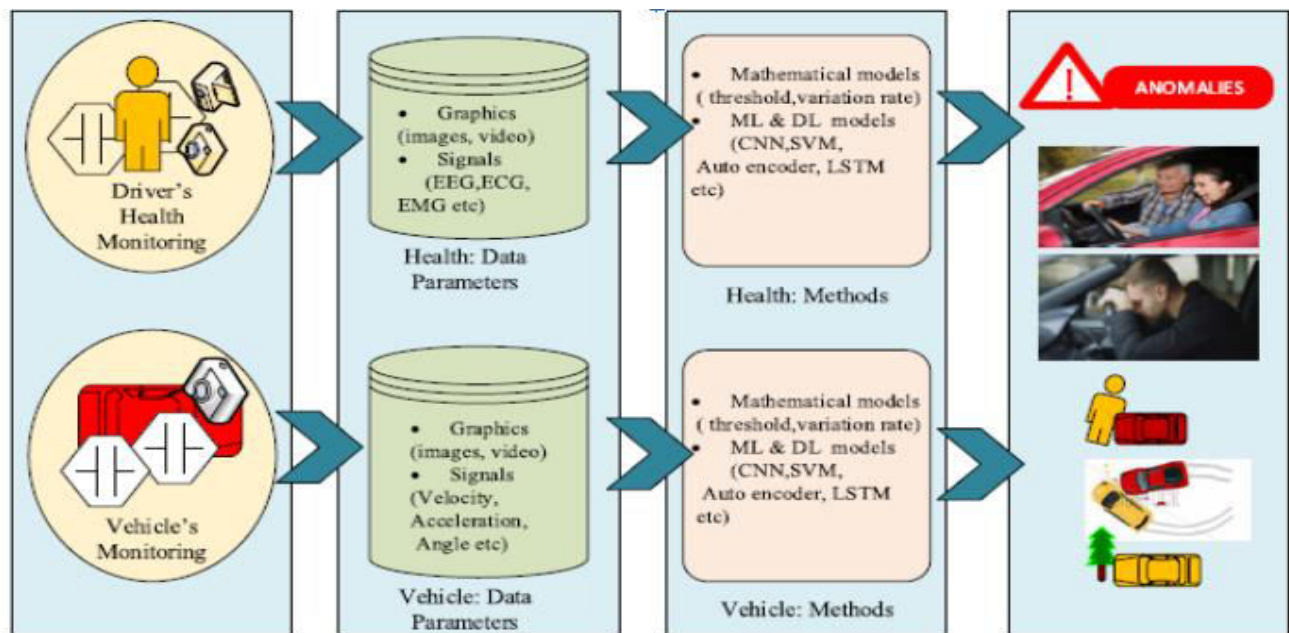 Driver's
Health
Monitoring
• Graphics
(images, video)
• Signals
(EEG,ECG,
EMG etc)
Health: Data
Parameters
• Mathematical models
( threshold,variation rate)
• ML & DL models
(CNN,SVM,
Auto encoder, LSTM
etc)
Health: Methods
ANOMALIES
Vehicle's
Monitoring
• Graphics
(images, video)
• Signals
(Velocity,
Acceleration,
Angle etc)
Vehicle: Data
Parameters
• Mathematical models
( threshold,variation rate)
• ML & DL models
(CNN,SVM,
Auto encoder, LSTM
etc)
Vehicle: Methods